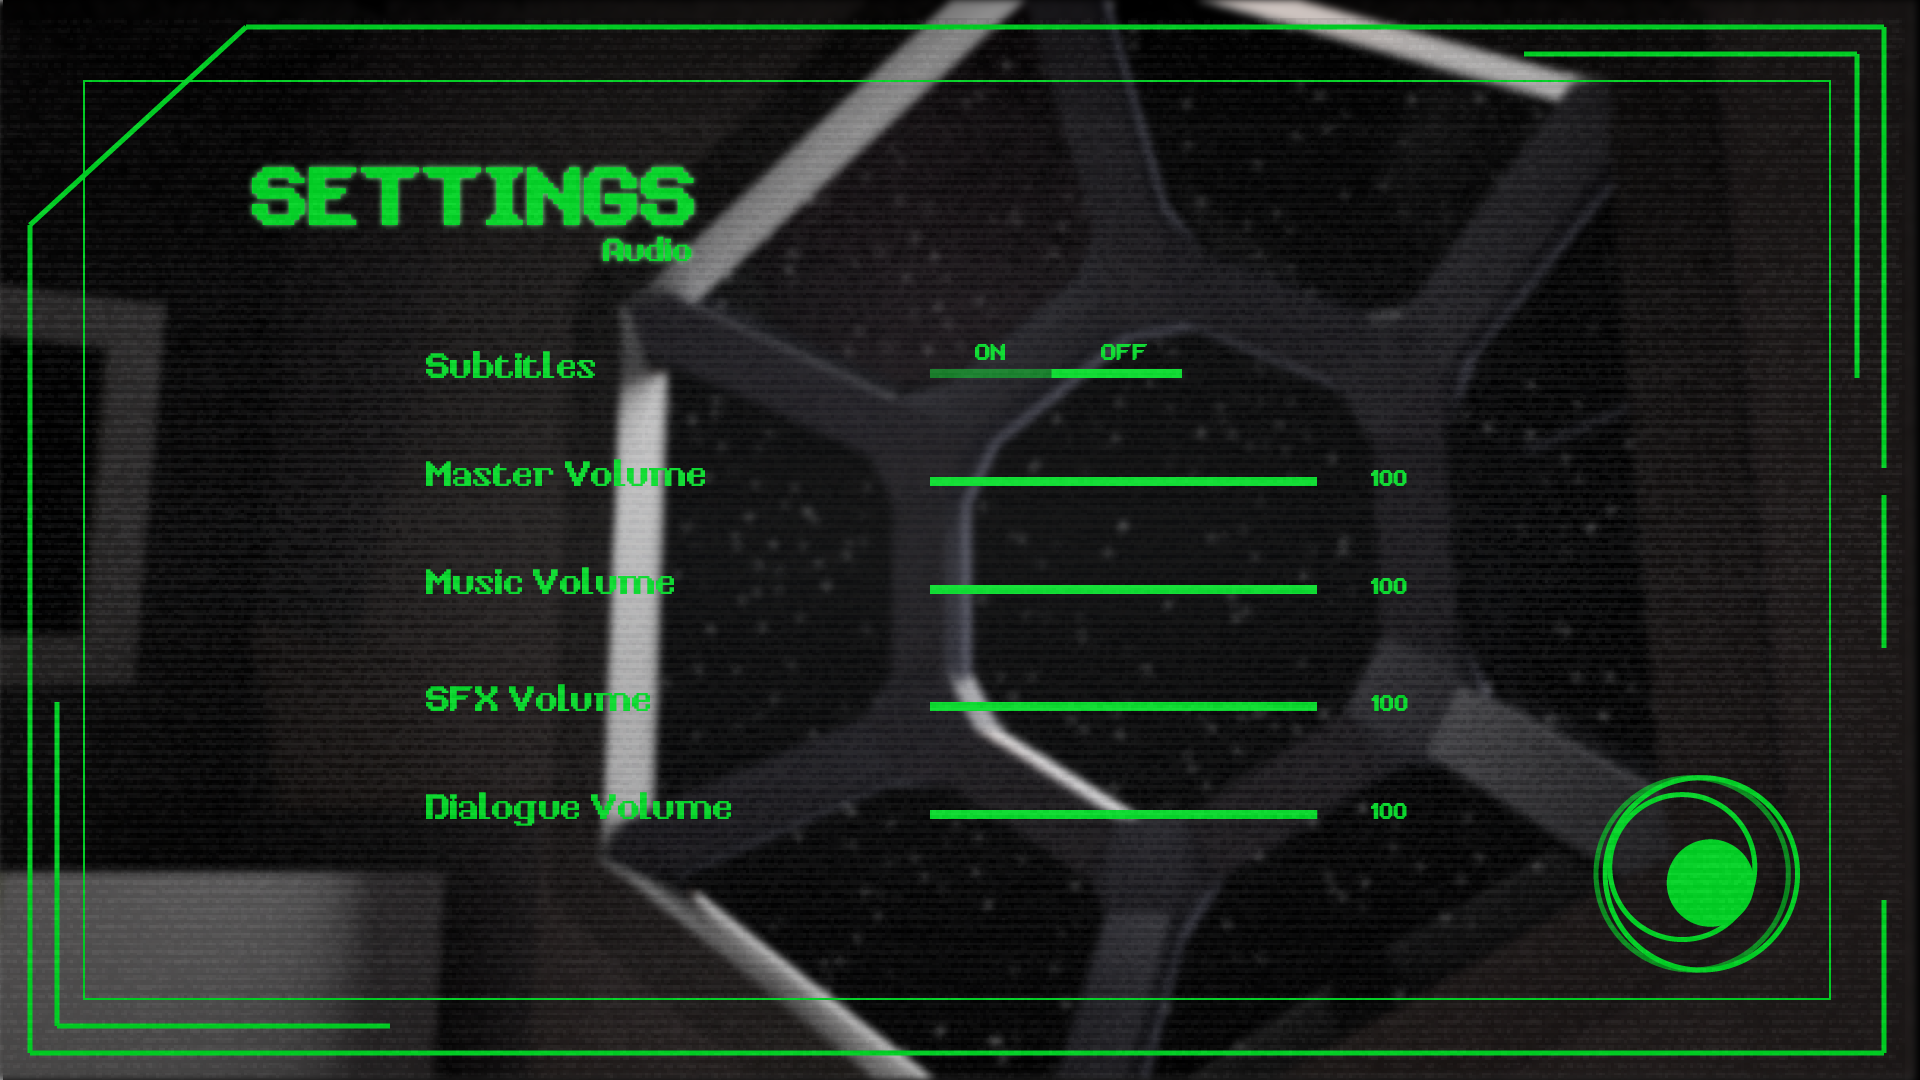 SETTINGS
Audio
Subtitles ON OFF
Master Volume 100
Music Volume 100
SFX Volume 100
Dialogue Volume 100